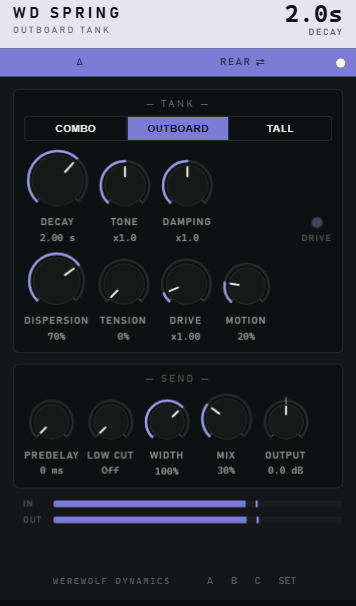 WD SPRING
2.0s
OUTBOARD TANK
DECAY
Δ
REAR ⇄
— TANK —
COMBO
OUTBOARD
TALL
DECAY
TONE
DAMPING
2.00 s
x1.0
x1.0
DRIVE
DISPERSION
TENSION
DRIVE
MOTION
70%
0%
x1.00
20%
— SEND —
PREDELAY
LOW CUT
WIDTH
MIX
OUTPUT
0 ms
Off
100%
30%
0.0 dB
IN
OUT
WEREWOLF DYNAMICS
A
B
C
SET